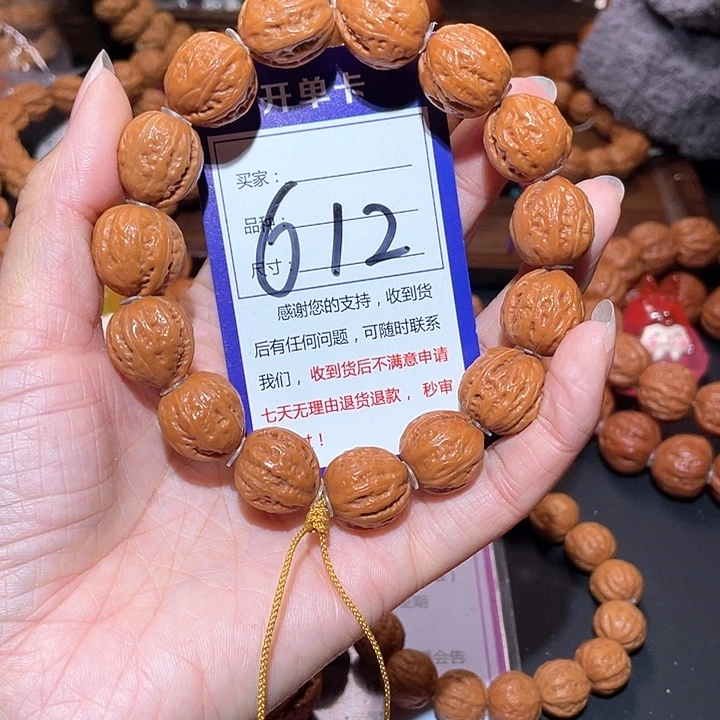 开单卡
买家：
品种：
尺寸：
612
感谢您的支持，收到货
后有任何问题，可随时联系
我们，收到货后不满意申请
七天无理由退货退款，秒审
！
会告